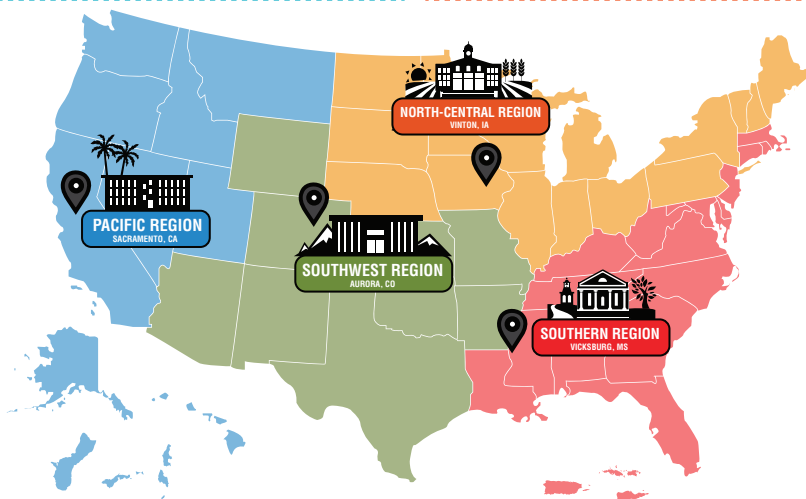 NORTH-CENTRAL REGION
VINTON, IA
PACIFIC REGION
SACRAMENTO, CA
SOUTHWEST REGION
AURORA, CO
SOUTHERN REGION
VICKSBURG, MS